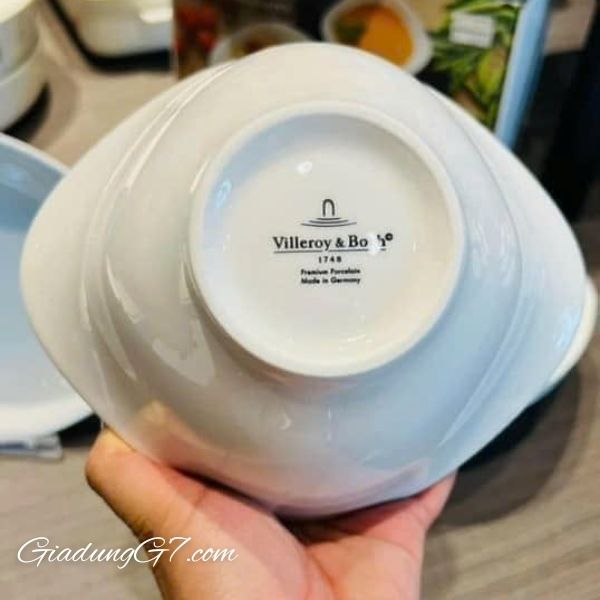 Villeroy & Boch©
1748
Premium Porcelain
Made in Germany
GiadungG7.com